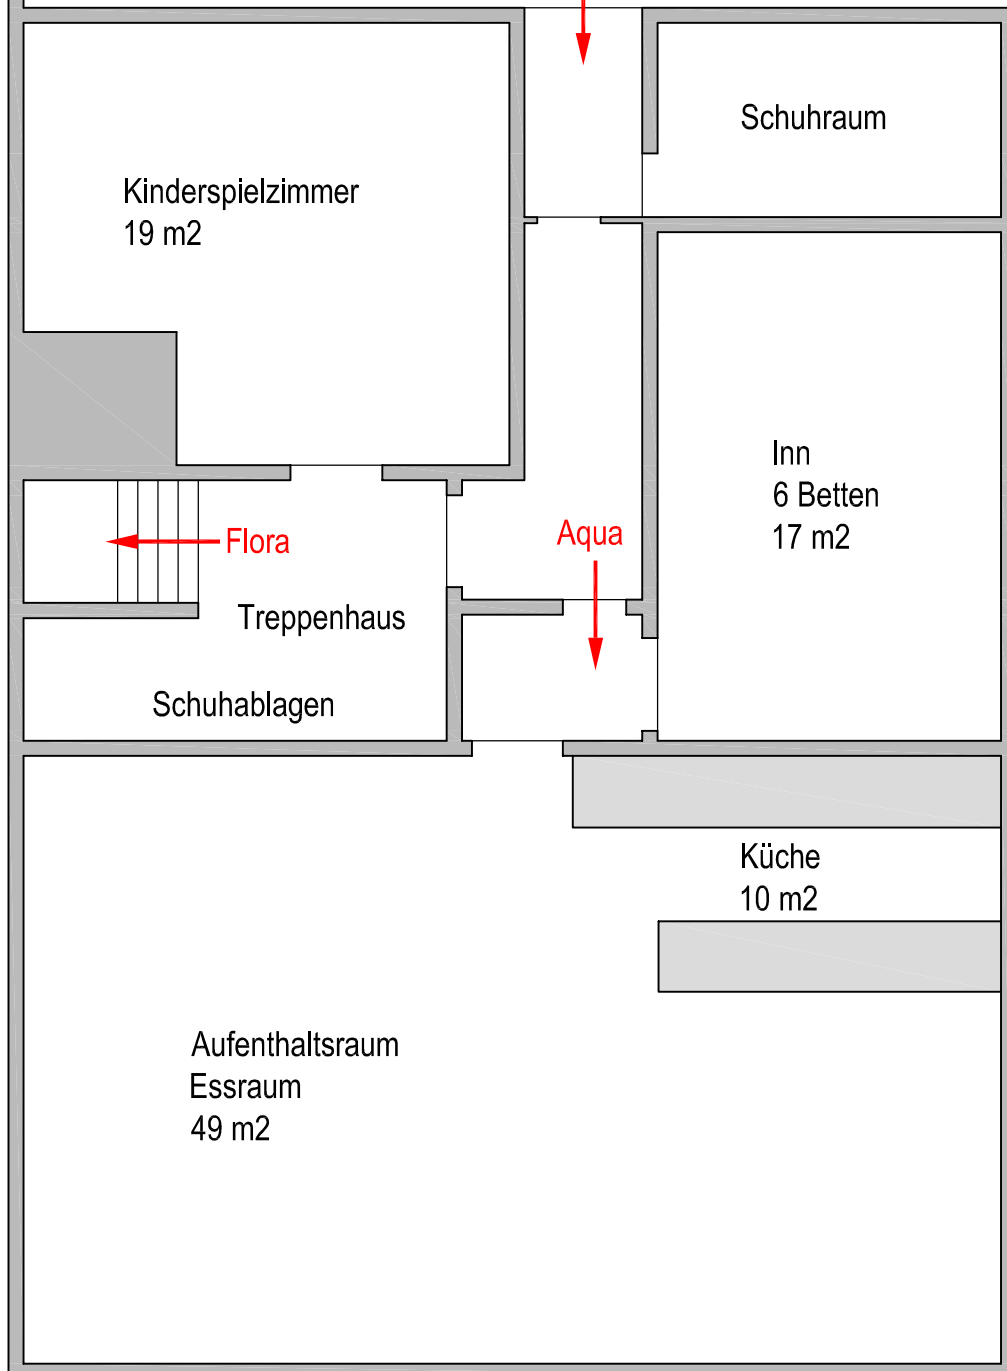 Schuhraum
Kinderspielzimmer
19 m2
Inn
6 Betten
17 m2
Aqua
Flora
Treppenhaus
Schuhablagen
Küche
10 m2
Aufenthaltsraum
Essraum
49 m2